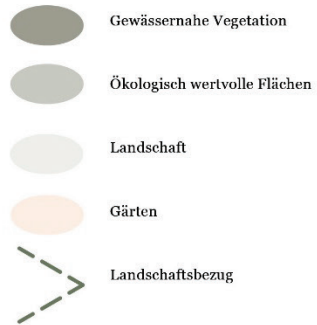 Gewässernahe Vegetation
Ökologisch wertvolle Flächen
Landschaft
Gärten
Landschaftsbezug